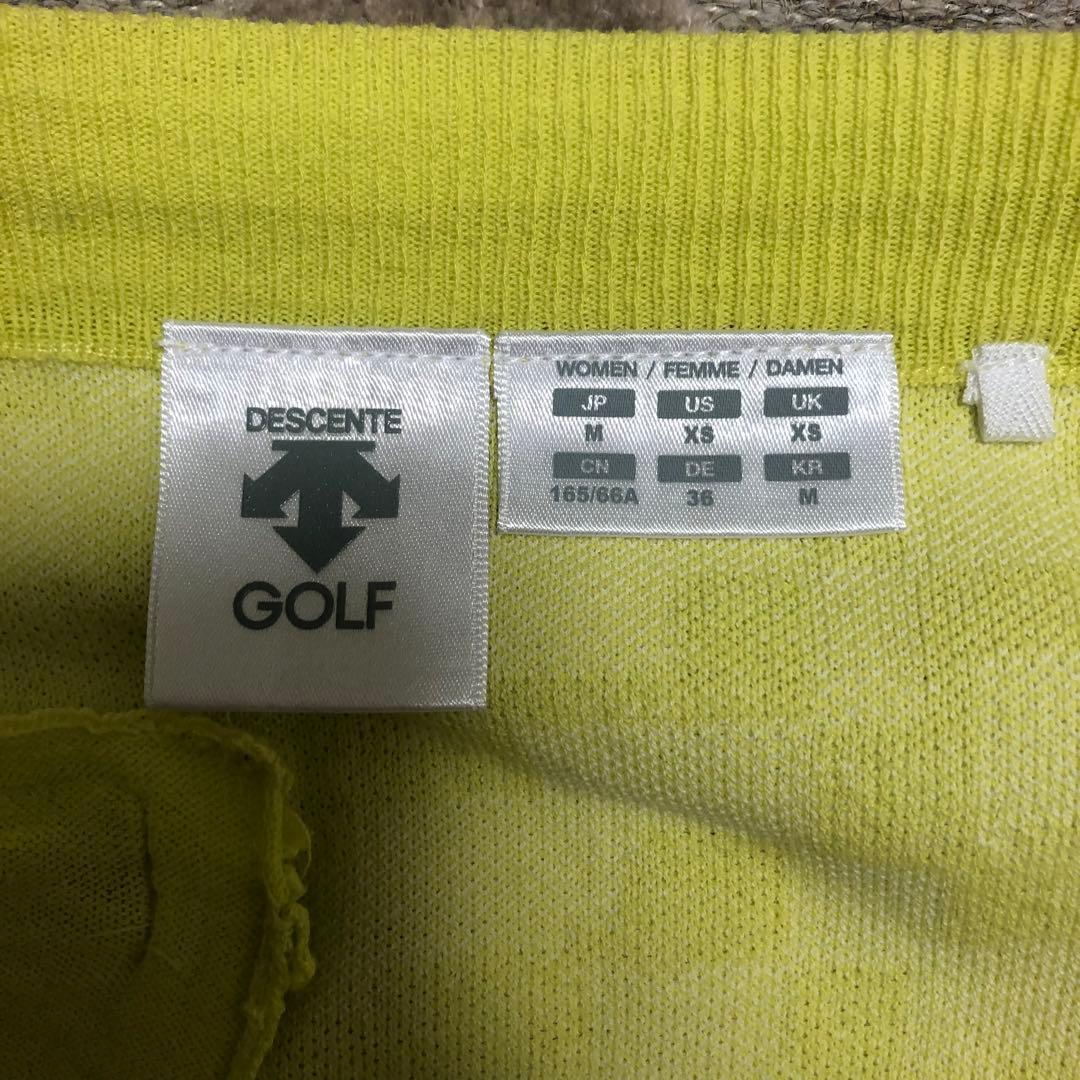 DESCENTE
GOLF
WOMEN / FEMME / DAMEN
JP US UK
M XS XS
CN DE KR
165/66A 36 M